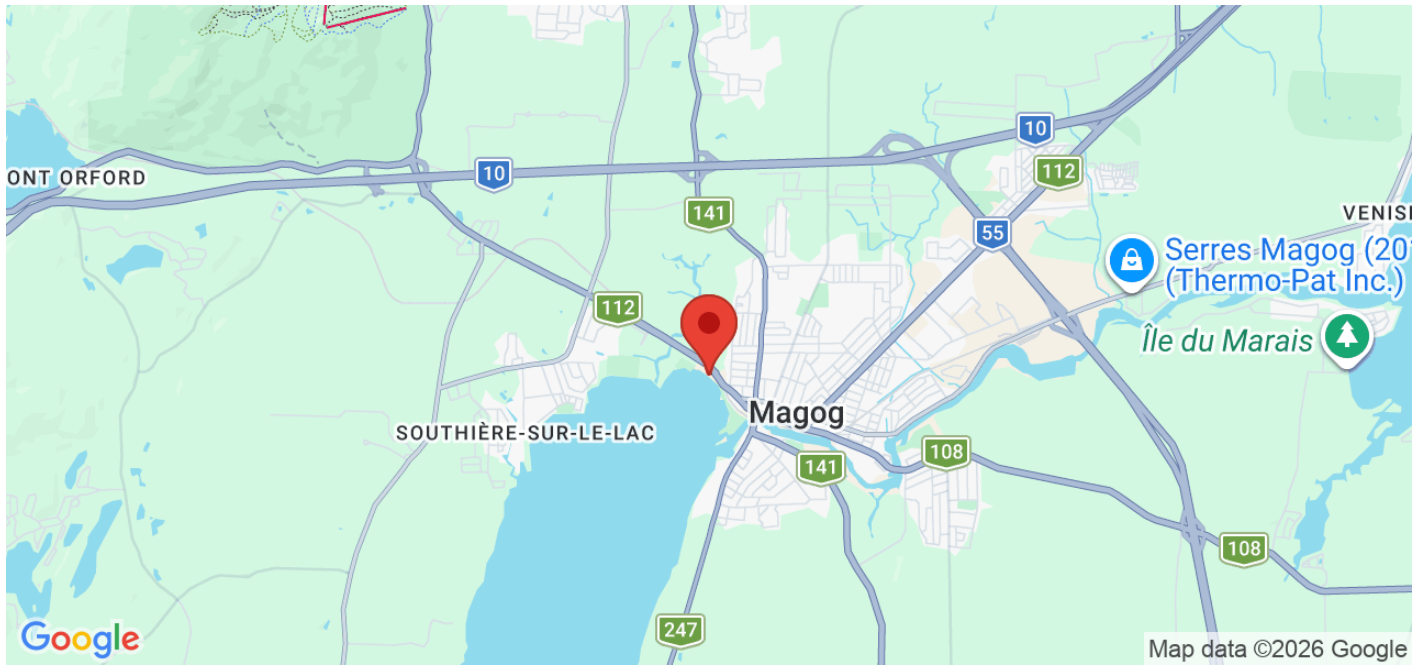 10
ONT ORFORD
10
112
141
VENISI
55
Serres Magog (20
(Thermo-Pat Inc.)
112
Île du Marais
Magog
SOUTHIÈRE-SUR-LE-LAC
141
108
108
247
Google
Map data ©2026 Google